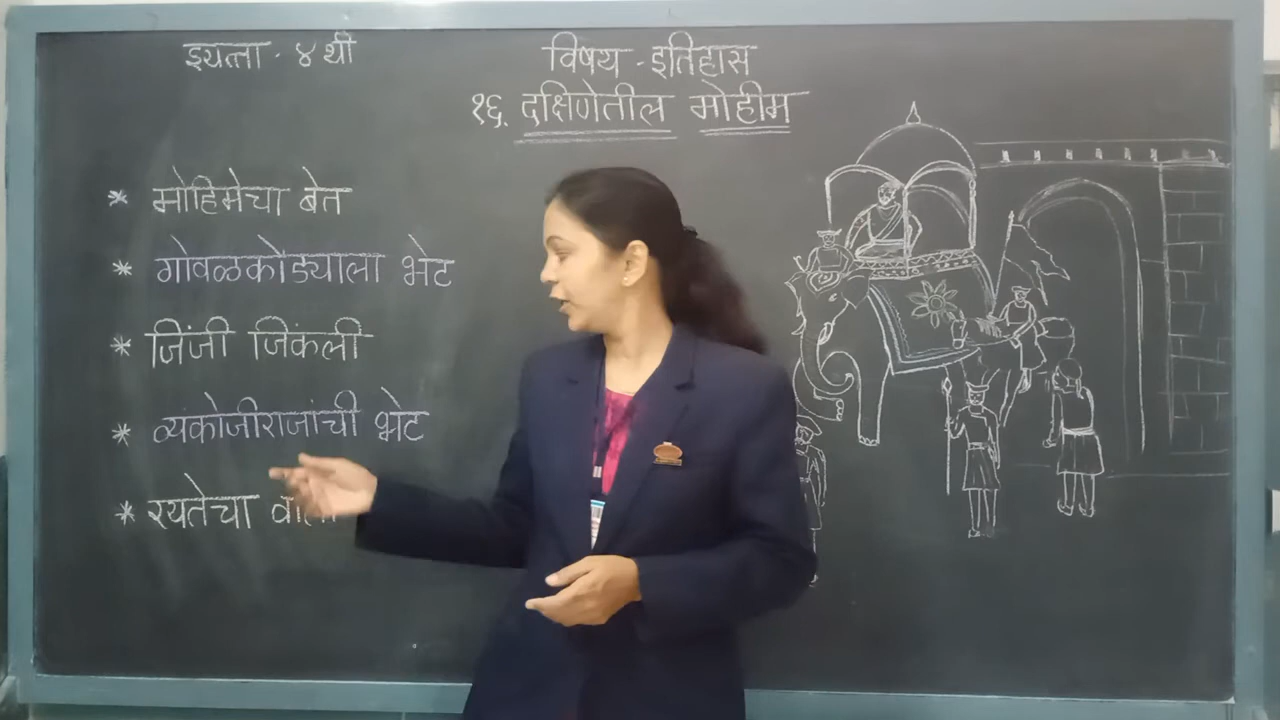 इयत्ता - ४ थी
विषय - इतिहास
१६. दक्षिणेतील मोहीम
* मोहिमेचा बेत
* गोवळकोंड्याला भेट
* जिंजी जिंकली
* व्यंकोजीराजांची भेट
* रयतेचा वाली